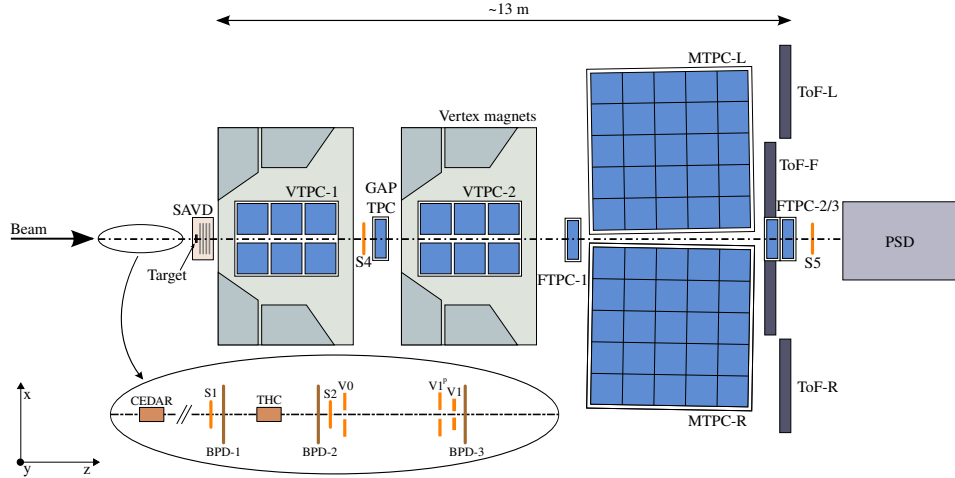 ~13 m
MTPC-L
ToF-L
Vertex magnets
ToF-F
GAP
TPC
VTPC-1
VTPC-2
SAVD
FTPC-2/3
Beam
PSD
Target
S4
FTPC-1
S5
x
CEDAR
S1
THC
S2
V0
V1ᵖ
V1
ToF-R
MTPC-R
BPD-1
BPD-2
BPD-3
y
z